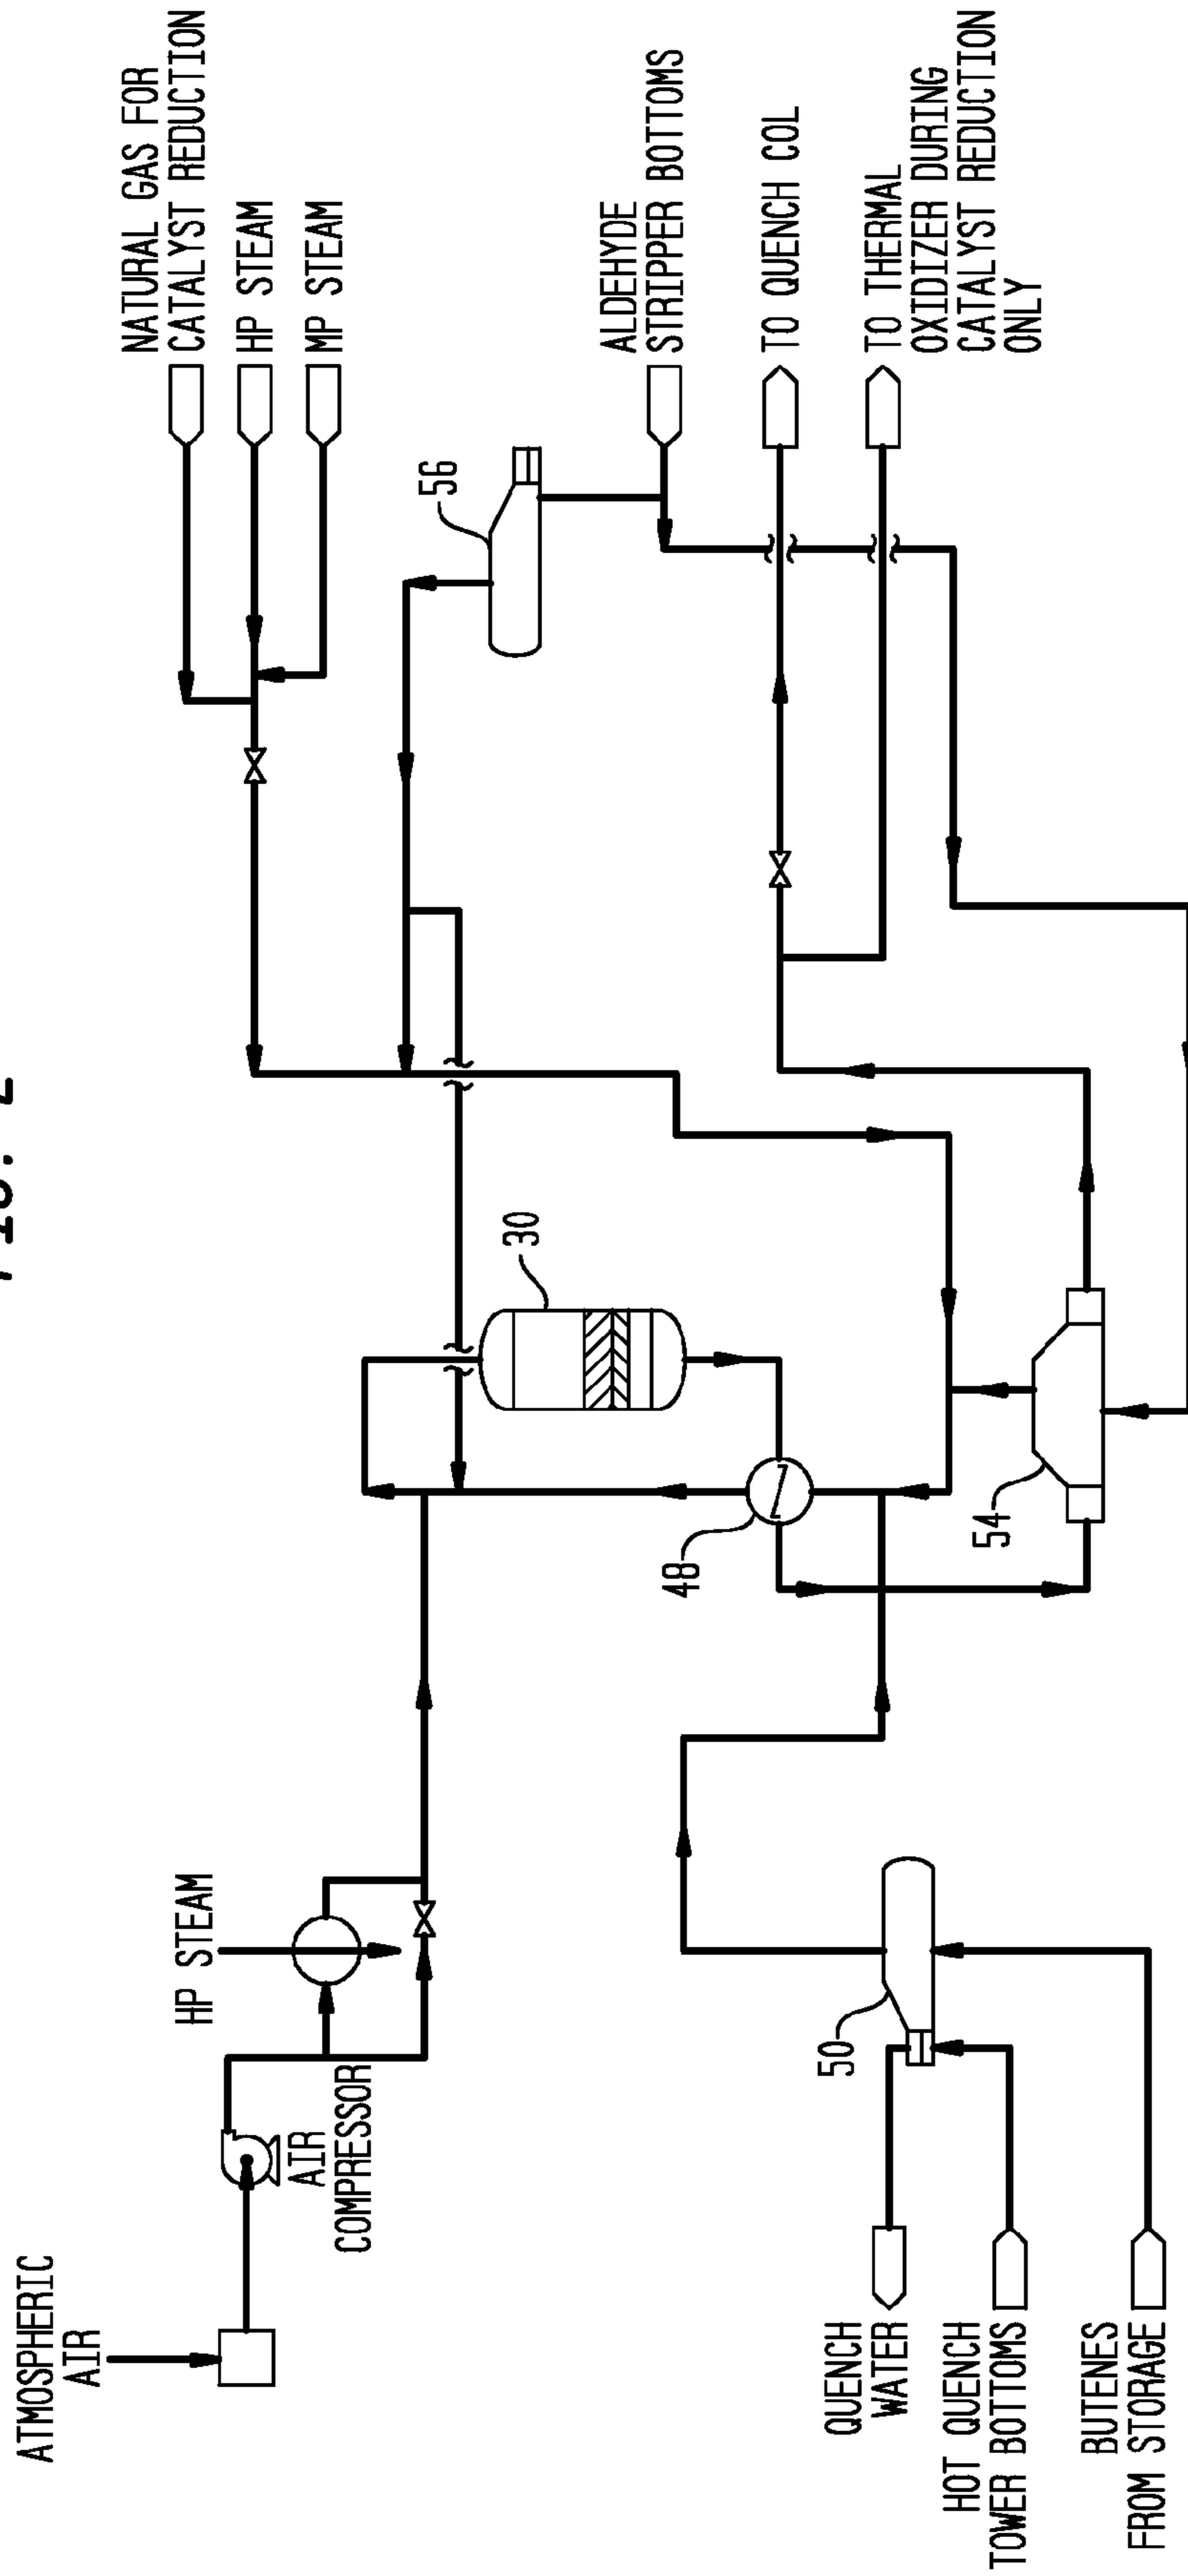 ATMOSPHERIC
AIR
HP STEAM
AIR
COMPRESSOR
NATURAL GAS FOR
CATALYST REDUCTION
HP STEAM
MP STEAM
56
30
ALDEHYDE
STRIPPER BOTTOMS
TO QUENCH COL
TO THERMAL
OXIDIZER DURING
CATALYST REDUCTION
ONLY
48
50
54
QUENCH
WATER
HOT QUENCH
TOWER BOTTOMS
BUTENES
FROM STORAGE